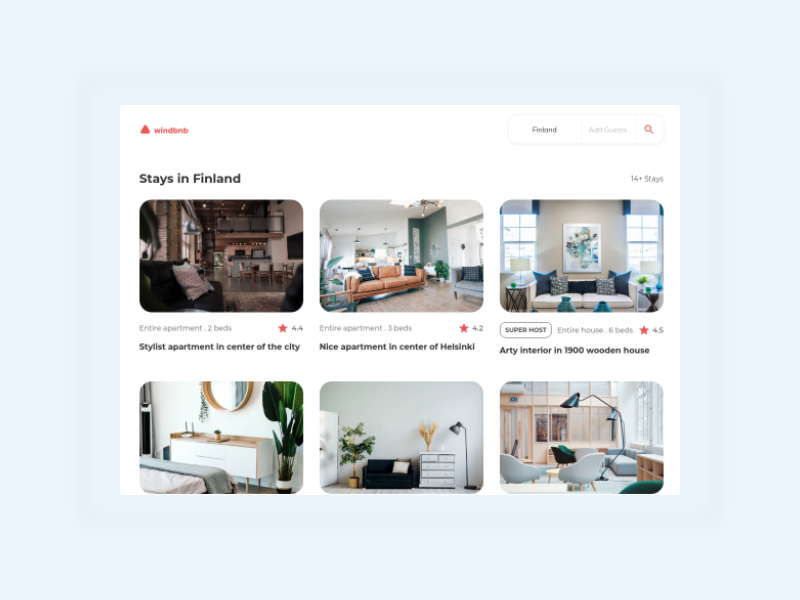 windbnb
Finland
Add Guests
Stays in Finland
14+ Stays
Entire apartment . 2 beds
4.4
Stylist apartment in center of the city
Entire apartment . 3 beds
4.2
Nice apartment in center of Helsinki
SUPER HOST
Entire house . 6 beds
4.5
Arty interior in 1900 wooden house